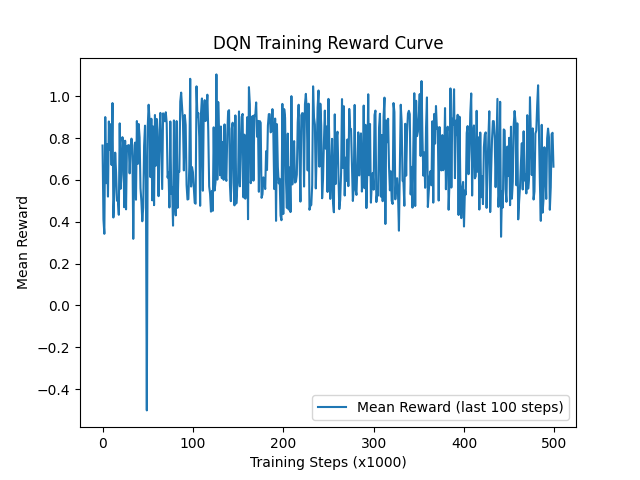 DQN Training Reward Curve
Mean Reward
1.0
0.8
0.6
0.4
0.2
0.0
−0.2
−0.4
Mean Reward (last 100 steps)
0 100 200 300 400 500
Training Steps (x1000)